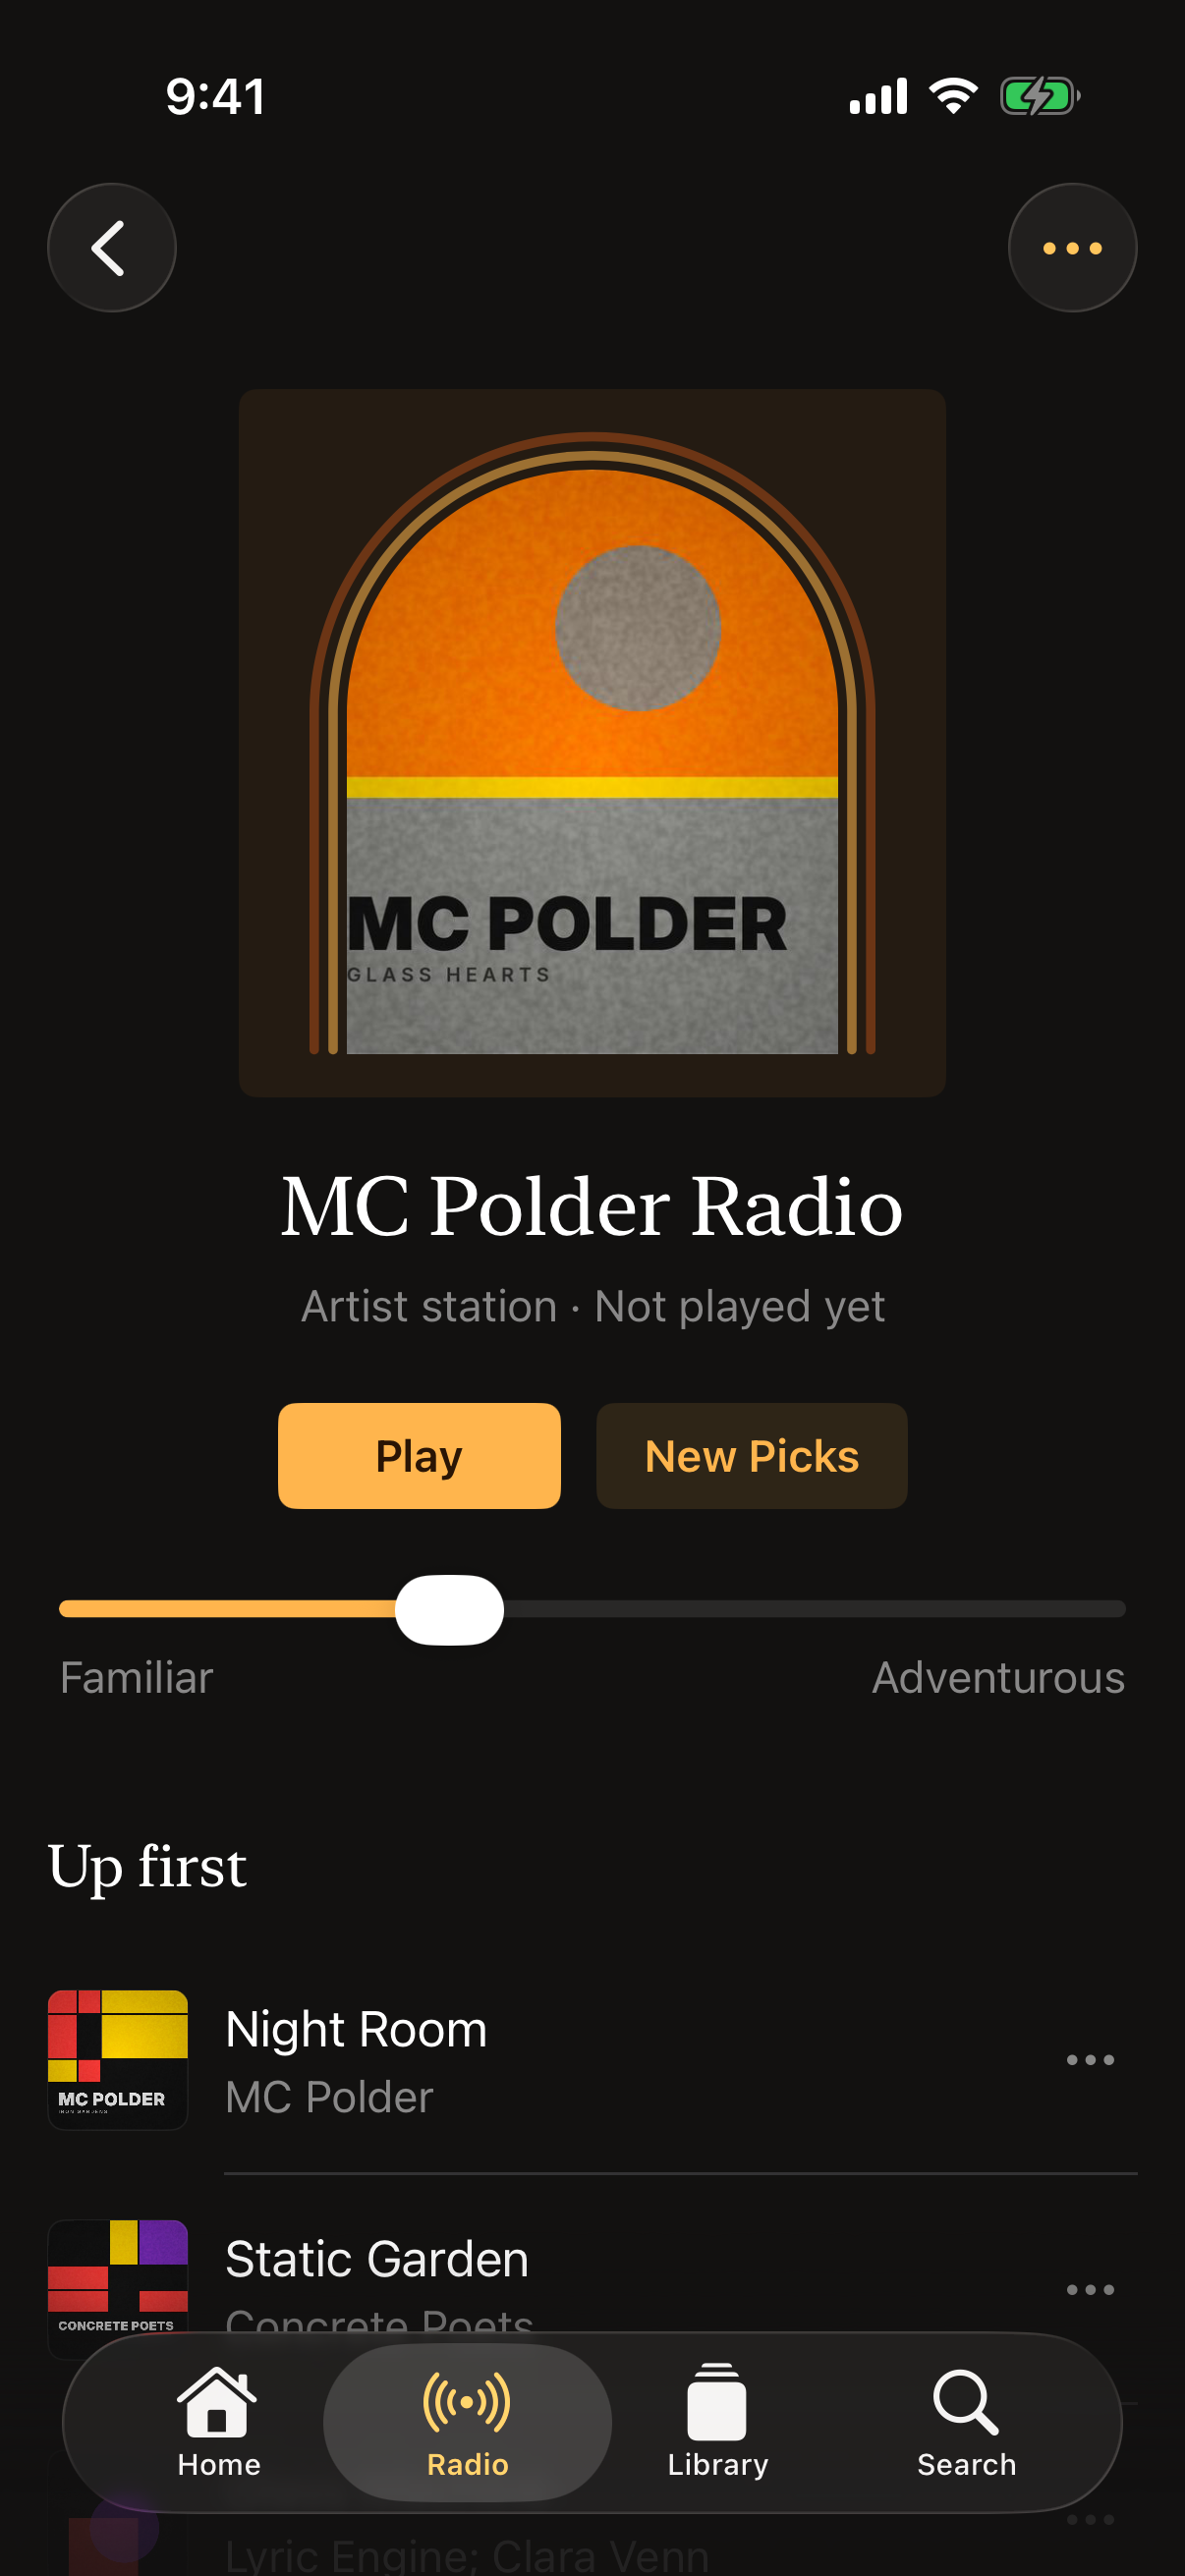 9:41
MC POLDER
GLASS HEARTS
MC Polder Radio
Artist station · Not played yet
Play
New Picks
Familiar
Adventurous
Up first
MC POLDER
Night Room
MC Polder
CONCRETE POETS
Static Garden
Concrete Poets
Home
Radio
Library
Search
Lyric Engine; Clara Venn